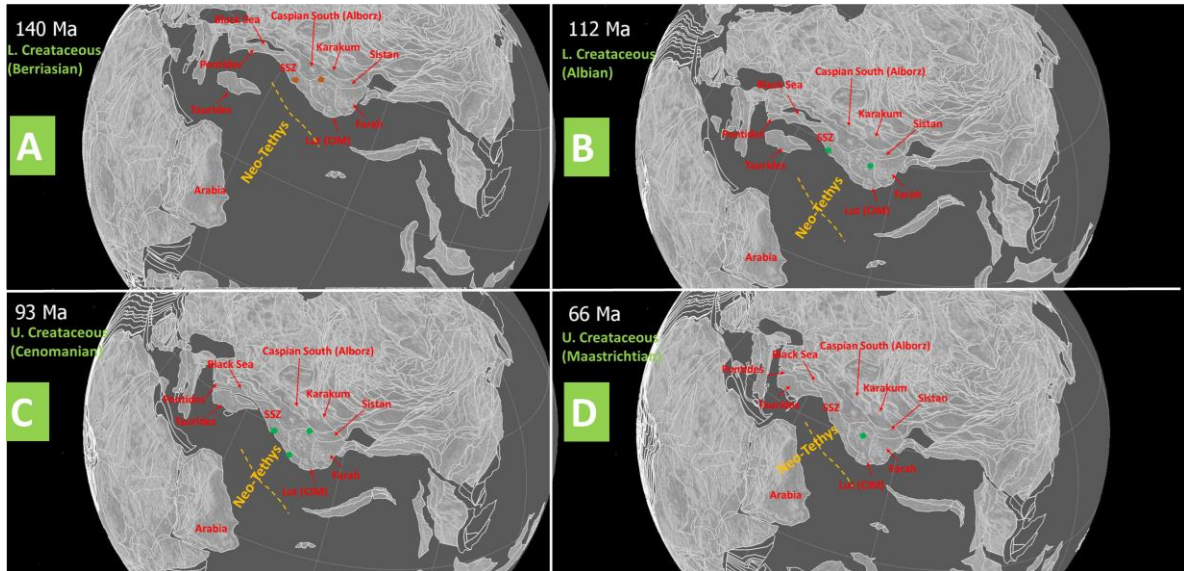 140 Ma
L. Creataceous
(Berriasian)
A
Black Sea
Caspian South (Alborz)
Karakum
Sistan
Pontides
SSZ
Taurides
Farah
Lut (CIM)
Neo-Tethys
Arabia
112 Ma
L. Creataceous
(Albian)
B
Caspian South (Alborz)
Black Sea
Karakum
Sistan
Pontides
SSZ
Taurides
Farah
Lut (CIM)
Neo-Tethys
Arabia
93 Ma
U. Creataceous
(Cenomanian)
C
Caspian South (Alborz)
Black Sea
Karakum
Sistan
Pontides
SSZ
Taurides
Farah
Lut (CIM)
Neo-Tethys
Arabia
66 Ma
U. Creataceous
(Maastrichtian)
D
Caspian South (Alborz)
Black Sea
Pontides
Karakum
Sistan
Taurides
SSZ
Neo-Tethys
Farah
Lut (CIM)
Arabia